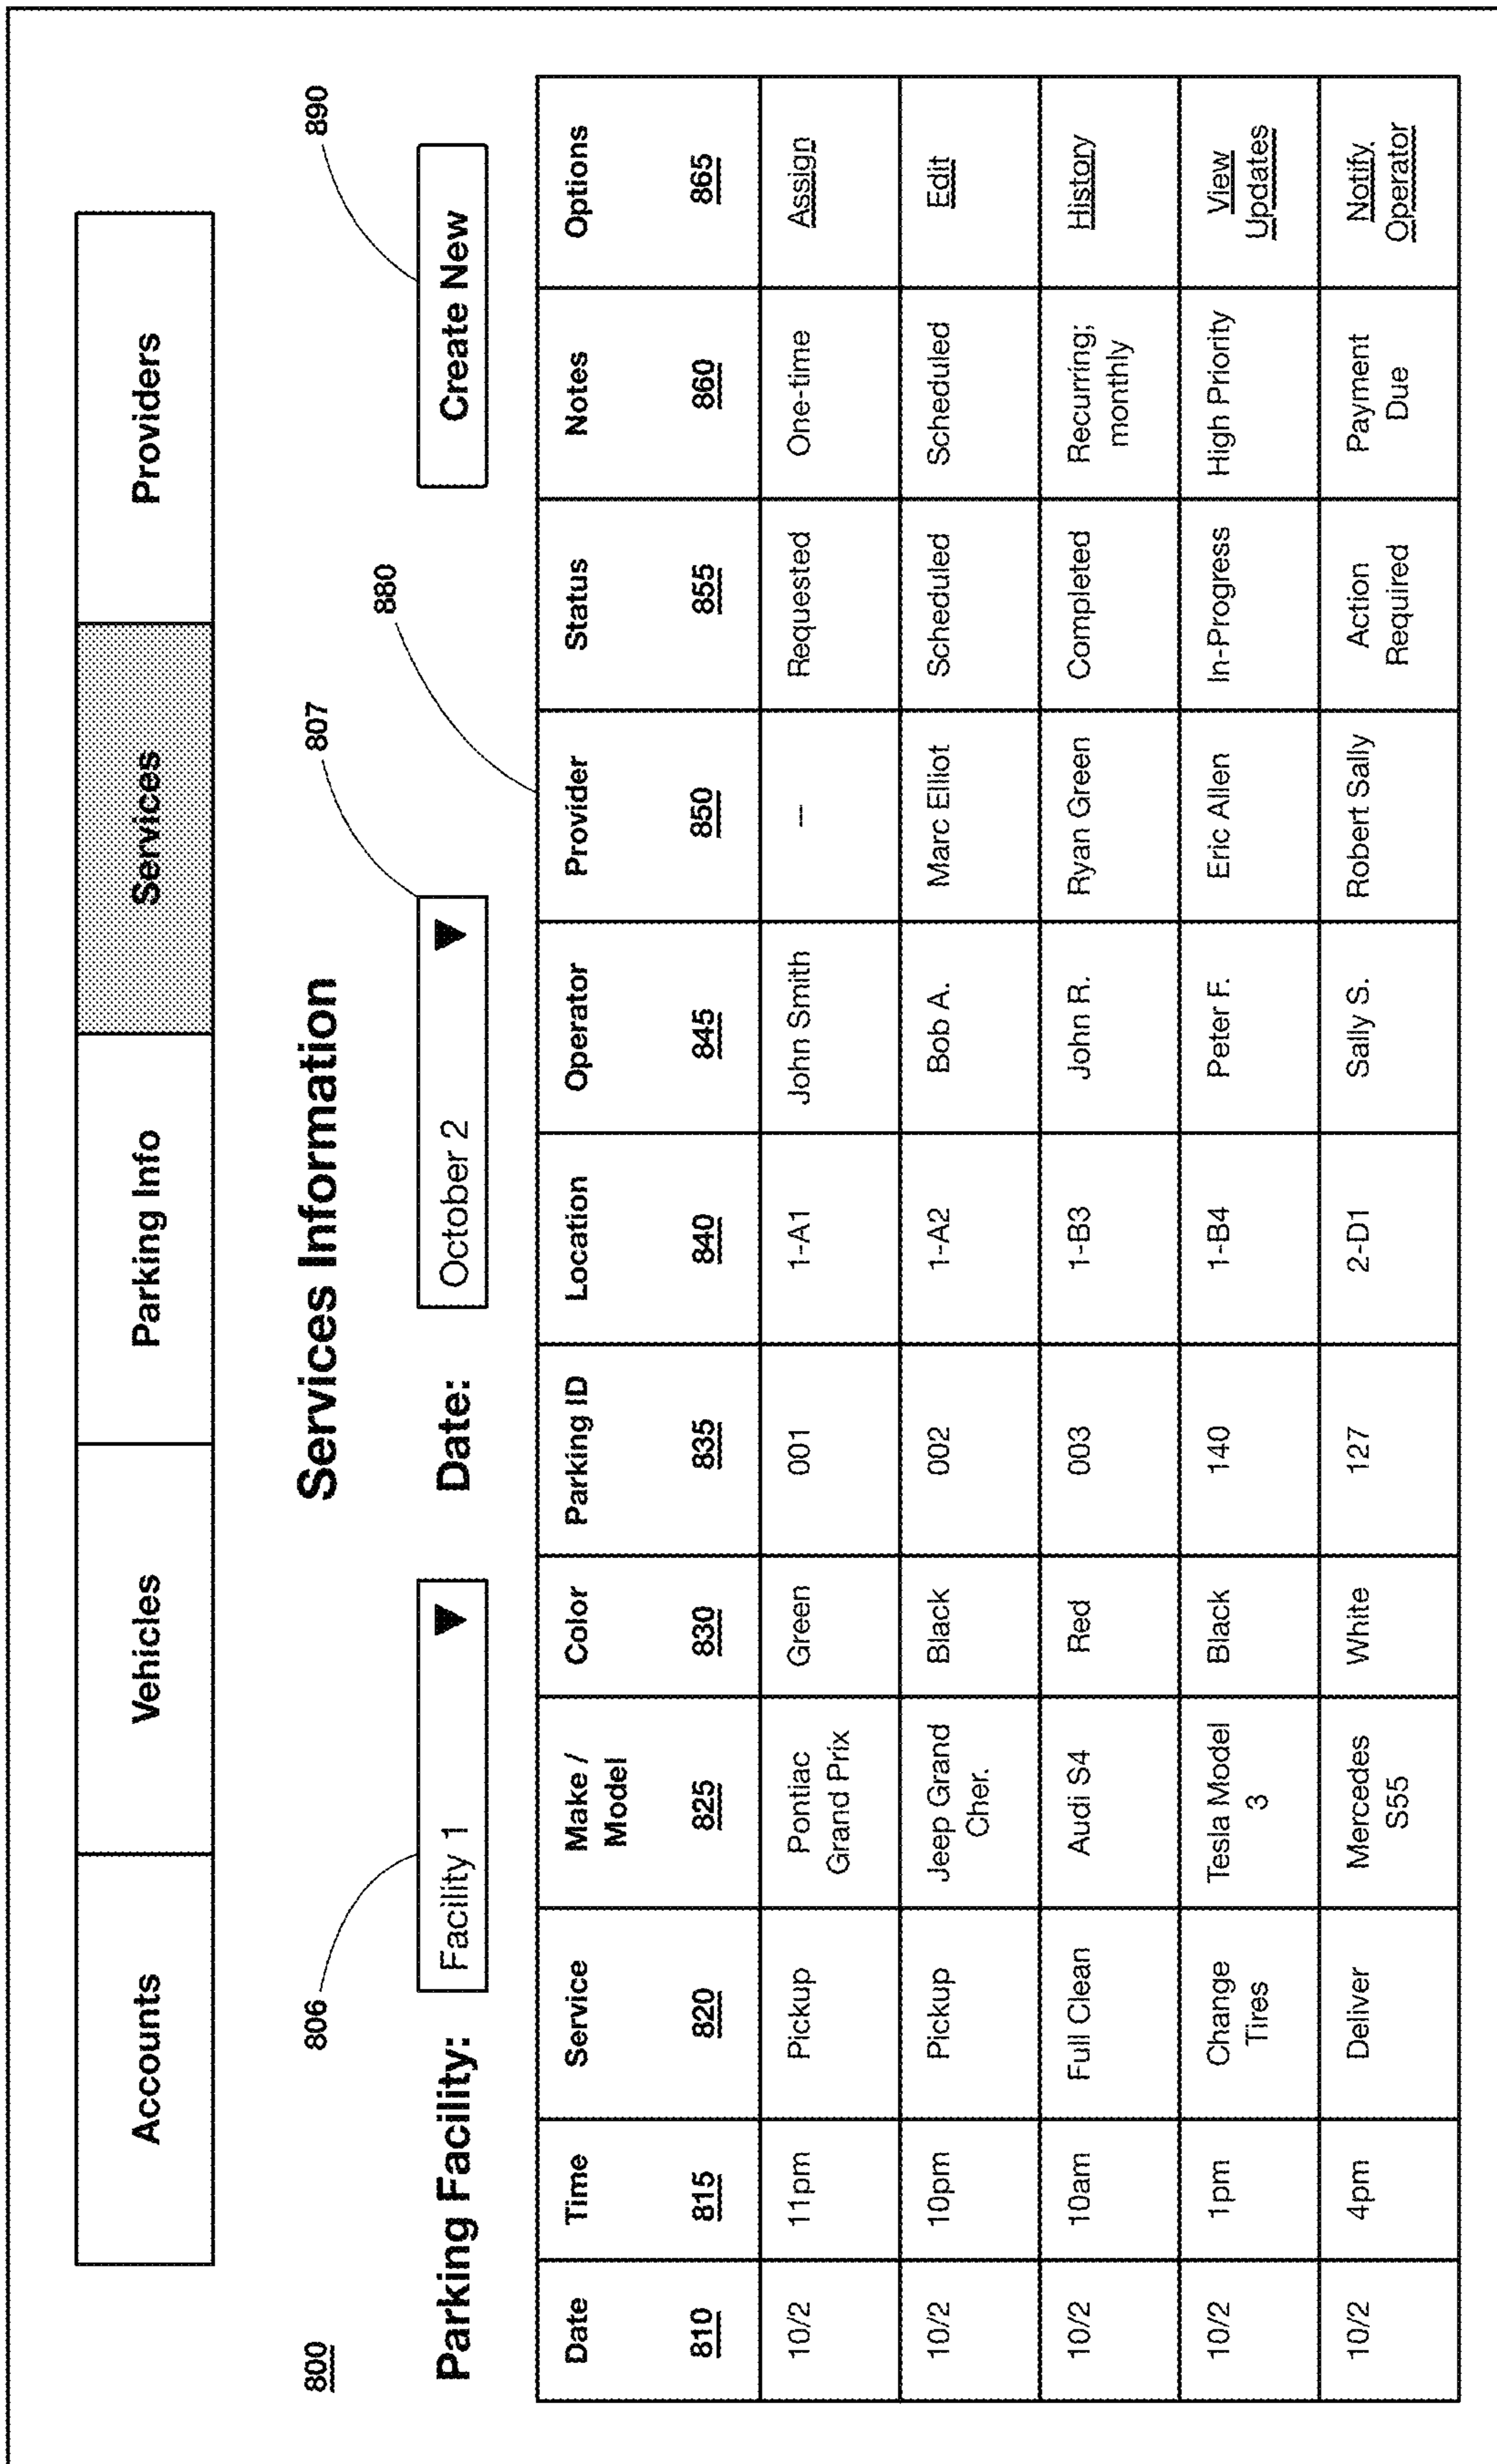 Accounts Vehicles Parking Info Services Providers
800
Services Information
806
807
880
890
Parking Facility: Facility 1 ▼ Date: October 2 ▼ Create New
Date Time Service Make / Color Parking ID Location Operator Provider Status Notes Options
Model
810 815 820 825 830 835 840 845 850 855 860 865
10/2 11pm Pickup Pontiac Green 001 1-A1 John Smith -- Requested One-time Assign
Grand Prix
10/2 10pm Pickup Jeep Grand Black 002 1-A2 Bob A. Marc Elliot Scheduled Scheduled Edit
Cher.
10/2 10am Full Clean Audi S4 Red 003 1-B3 John R. Ryan Green Completed Recurring; History
monthly
10/2 1pm Change Tesla Model Black 140 1-B4 Peter F. Eric Allen In-Progress High Priority View
Tires 3 Updates
10/2 4pm Deliver Mercedes White 127 2-D1 Sally S. Robert Sally Action Payment Notify
S55 Required Due Operator